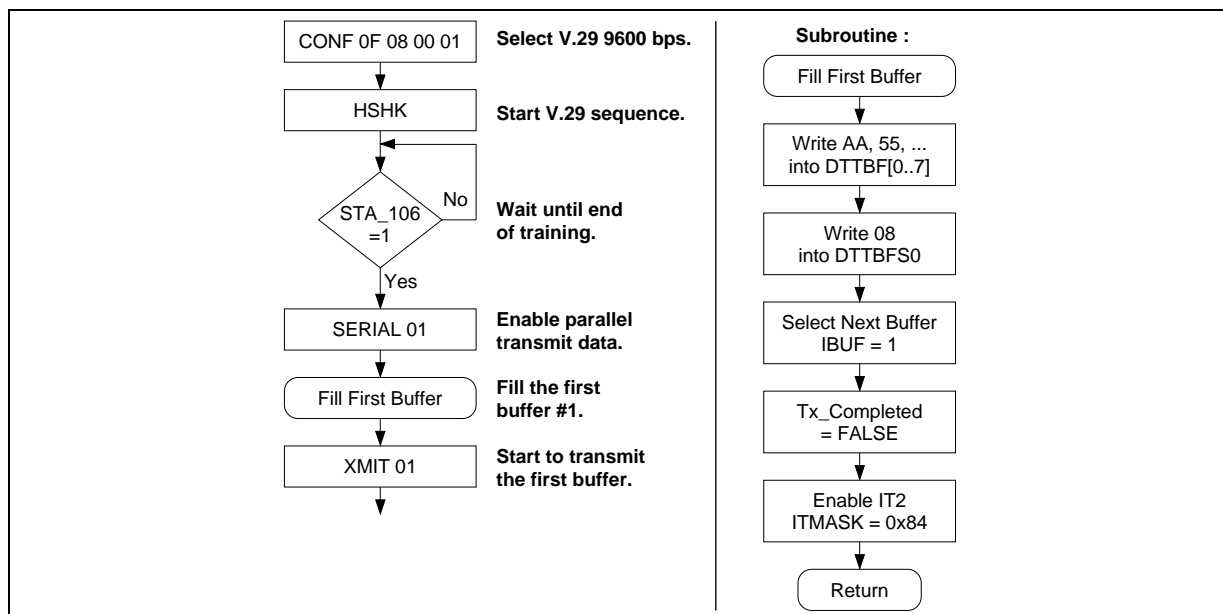 CONF 0F 08 00 01
Select V.29 9600 bps.
HSHK
Start V.29 sequence.
No
STA_106
=1
Wait until end
of training.
Yes
SERIAL 01
Enable parallel
transmit data.
Fill First Buffer
Fill the first
buffer #1.
XMIT 01
Start to transmit
the first buffer.
Subroutine :
Fill First Buffer
Write AA, 55, ...
into DTTBF[0..7]
Write 08
into DTTBFS0
Select Next Buffer
IBUF = 1
Tx_Completed
= FALSE
Enable IT2
ITMASK = 0x84
Return